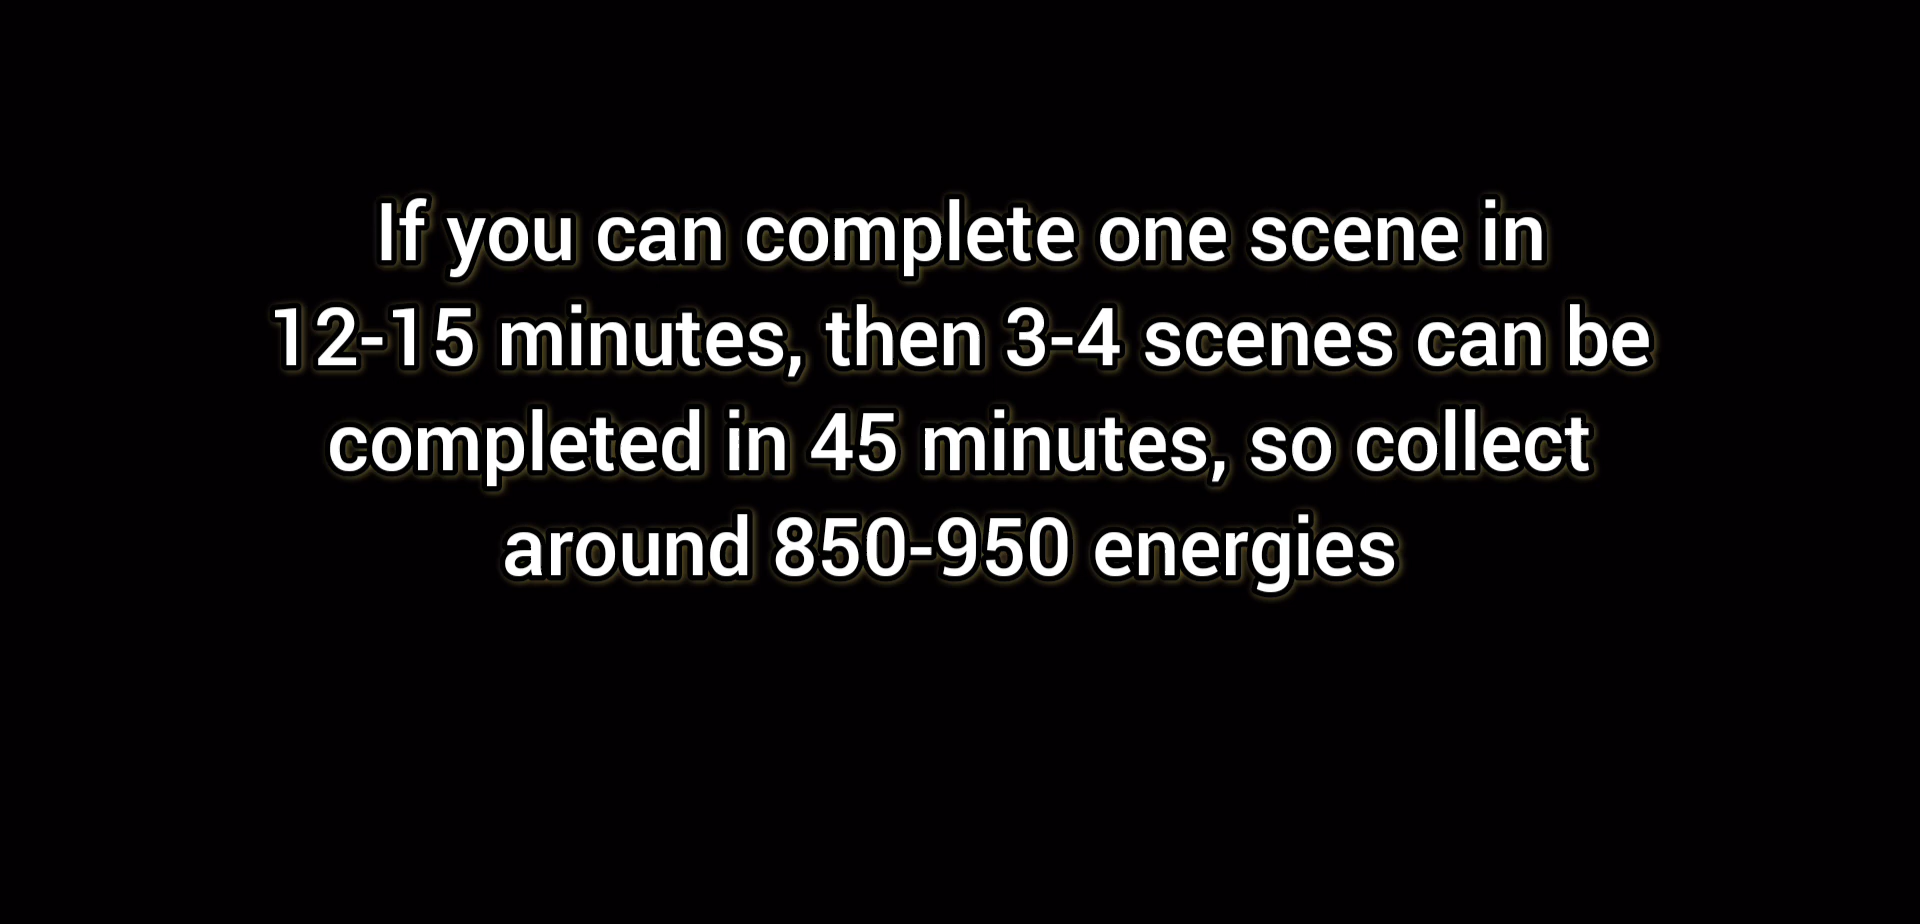 If you can complete one scene in
12-15 minutes, then 3-4 scenes can be
completed in 45 minutes, so collect
around 850-950 energies